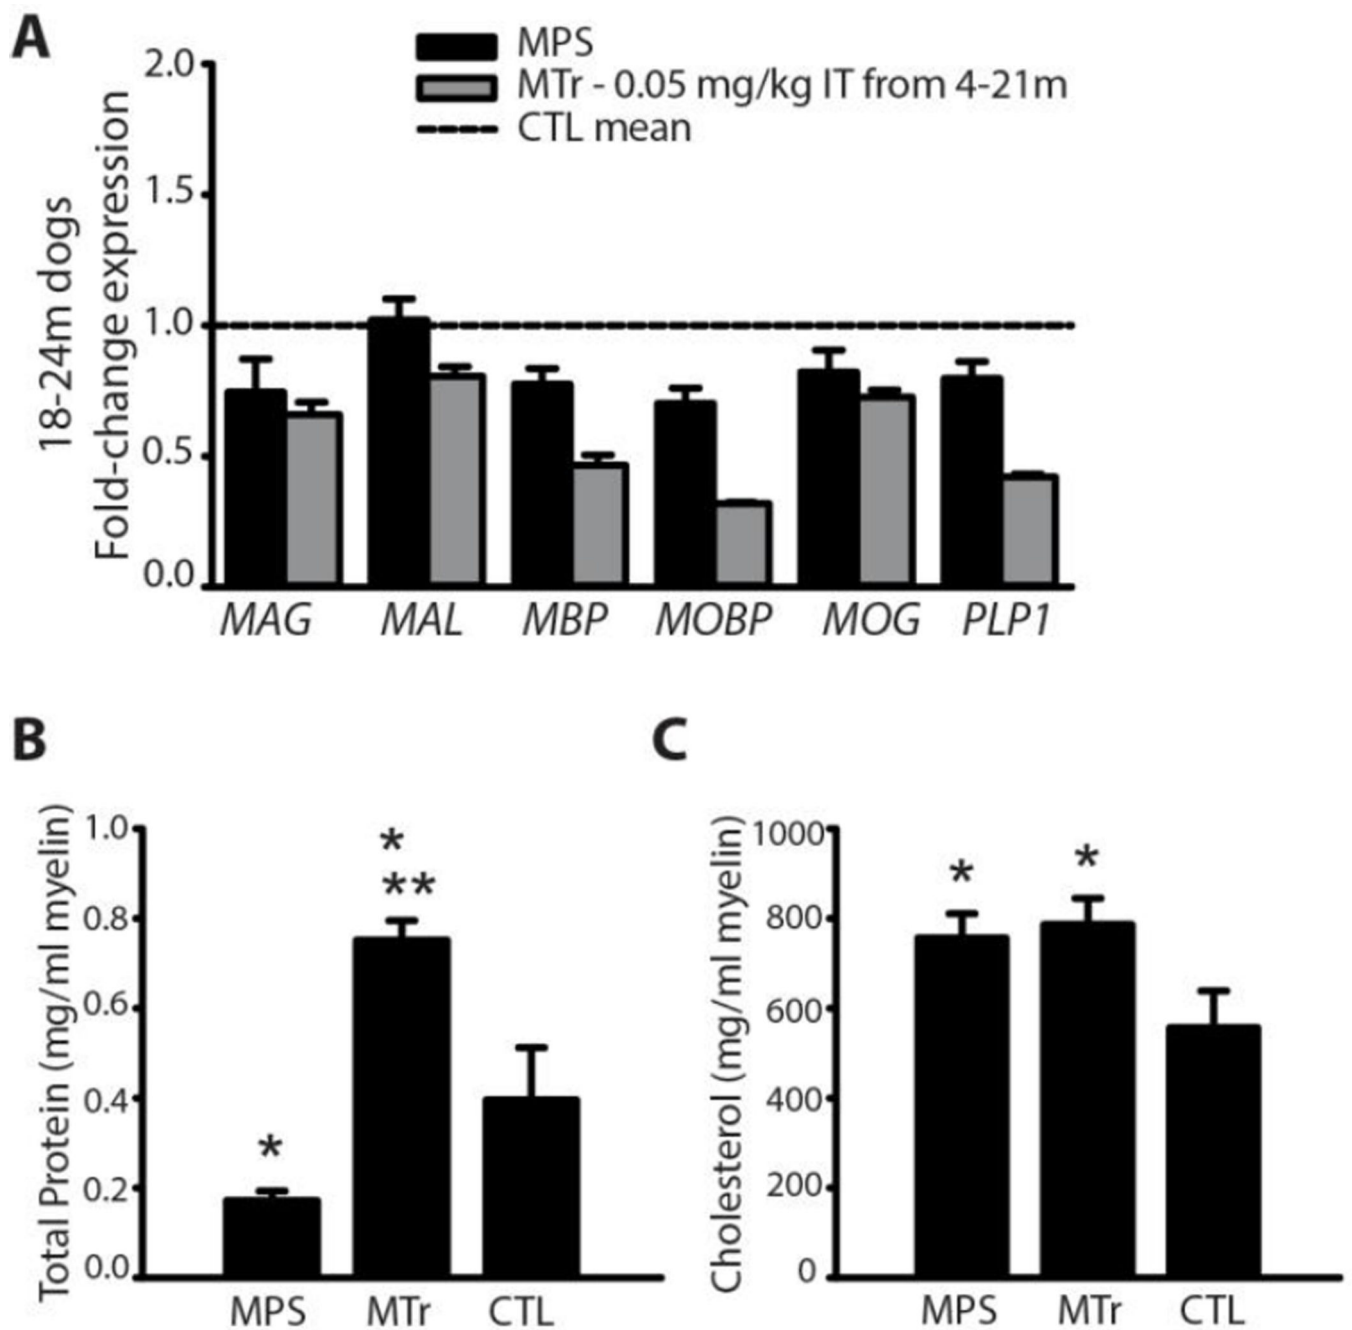 A
MPS
MTr - 0.05 mg/kg IT from 4-21m
CTL mean
18-24m dogs
Fold-change expression
2.0
1.5
1.0
0.5
0.0
MAG MAL MBP MOBP MOG PLP1
B
Total Protein (mg/ml myelin)
1.0
0.8
0.6
0.4
0.2
0.0
*
*
**
MPS MTr CTL
C
Cholesterol (mg/ml myelin)
1000
800
600
400
200
0
*
*
MPS MTr CTL